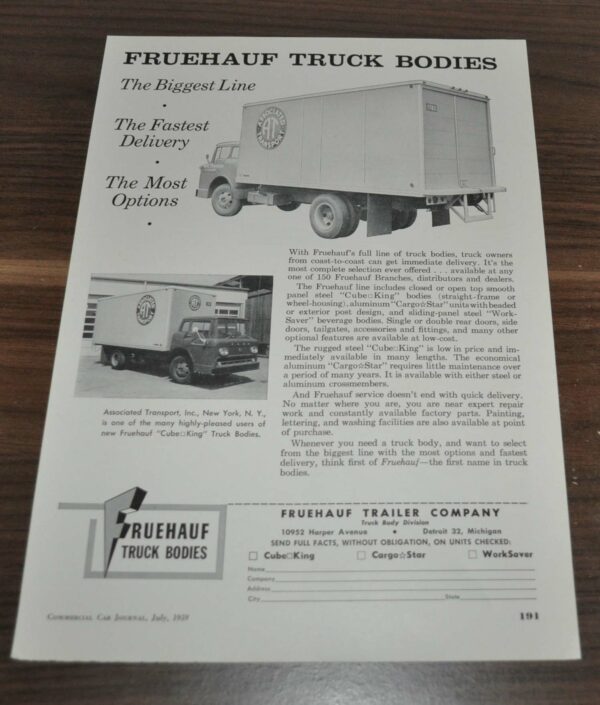 FRUEHAUF TRUCK BODIES
The Biggest Line
•
The Fastest
Delivery
•
The Most
Options
•
ASSOCIATED
AT
TRANSPORT
With Fruehauf's full line of truck bodies, truck owners
from coast-to-coast can get immediate delivery. It's the
most complete selection ever offered . . . available at any
one of 150 Fruehauf Branches, distributors and dealers.
The Fruehauf line includes closed or open top smooth
panel steel "Cube□King" bodies (straight-frame or
wheel-housing), aluminum "Cargo☆Star" units with beaded
or exterior post design, and sliding-panel steel "Work-
Saver" beverage bodies. Single or double rear doors, side
doors, tailgates, accessories and fittings, and many other
optional features are available at low-cost.
The rugged steel "Cube□King" is low in price and im-
mediately available in many lengths. The economical
aluminum "Cargo☆Star" requires little maintenance over
a period of many years. It is available with either steel or
aluminum crossmembers.
And Fruehauf service doesn't end with quick delivery.
No matter where you are, you are near expert repair
work and constantly available factory parts. Painting,
lettering, and washing facilities are also available at point
of purchase.
Whenever you need a truck body, and want to select
from the biggest line with the most options and fastest
delivery, think first of Fruehauf—the first name in truck
bodies.
Associated Transport, Inc., New York, N. Y.,
is one of the many highly-pleased users of
new Fruehauf "Cube□King" Truck Bodies.
FRUEHAUF
TRUCK BODIES
FRUEHAUF TRAILER COMPANY
Truck Body Division
10952 Harper Avenue • Detroit 32, Michigan
SEND FULL FACTS, WITHOUT OBLIGATION, ON UNITS CHECKED:
□ Cube□King □ Cargo☆Star □ WorkSaver
Name
Company
Address
City State
Commercial Car Journal, July, 1959
191